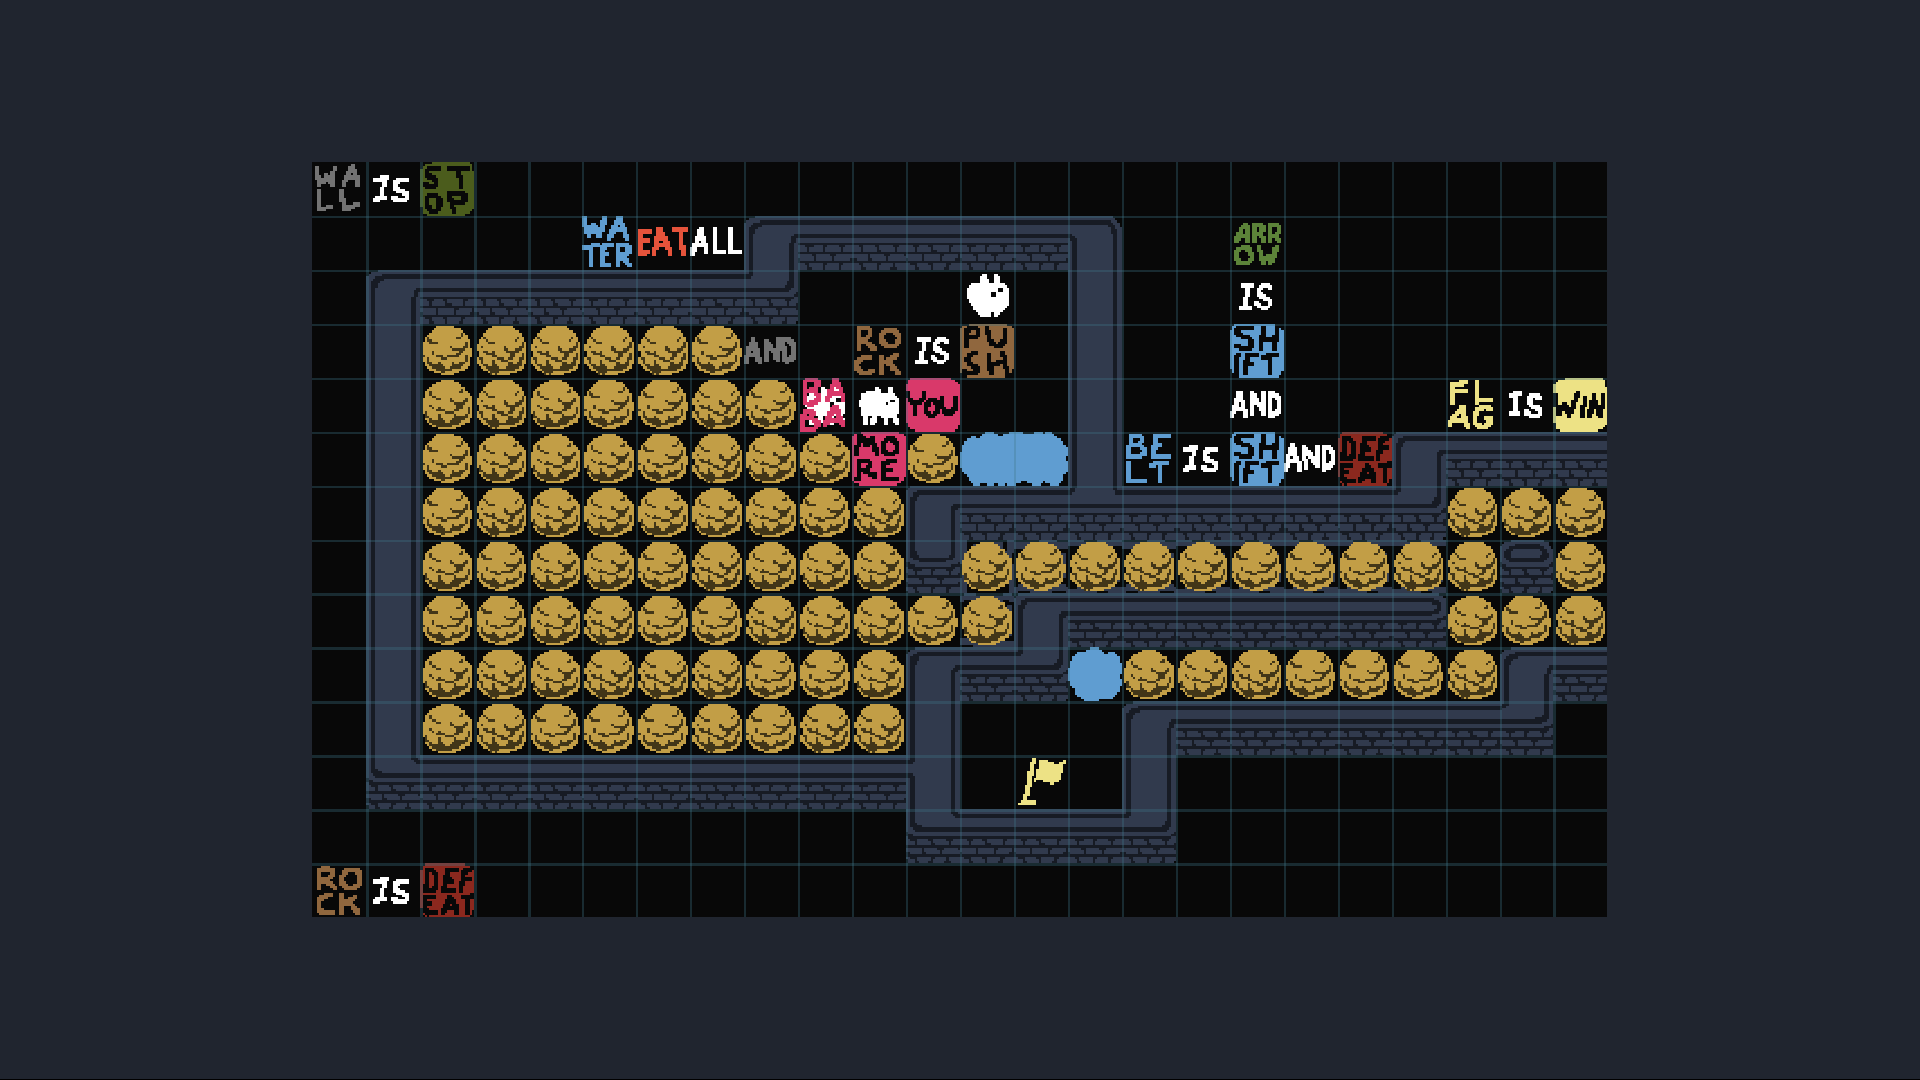 WALL IS STOP
WATER EAT ALL
ARROW
IS
AND ROCK IS PUSH SHIFT
BABA YOU AND FLAG IS WIN
MORE BELT IS SHIFT AND DEFEAT
ROCK IS DEFEAT